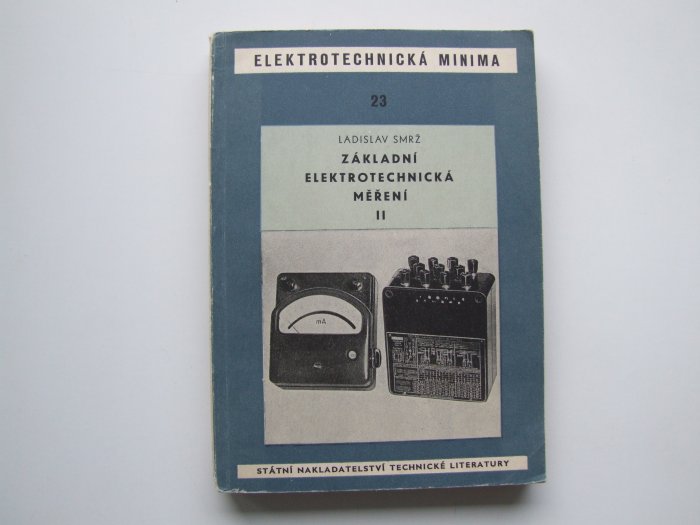 ELEKTROTECHNICKÁ MINIMA
23
LADISLAV SMRŽ
ZÁKLADNÍ
ELEKTROTECHNICKÁ
MĚŘENÍ
II
mA
STÁTNÍ NAKLADATELSTVÍ TECHNICKÉ LITERATURY